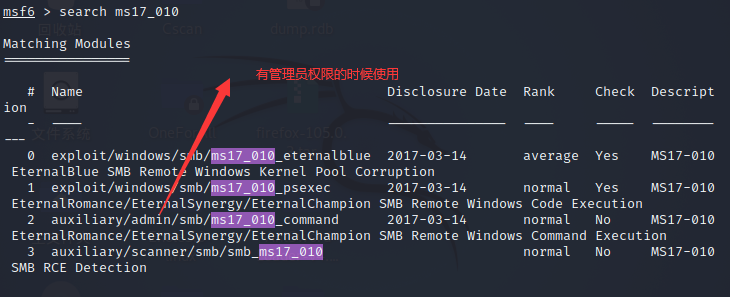 msf6 > search ms17_010
Matching Modules
================
有管理员权限的时候使用
#  Name                                      Disclosure Date  Rank     Check  Descript
ion
-  ----                                      ---------------  ----     -----  --------
---
0  exploit/windows/smb/ms17_010_eternalblue  2017-03-14       average  Yes    MS17-010
EternalBlue SMB Remote Windows Kernel Pool Corruption
1  exploit/windows/smb/ms17_010_psexec       2017-03-14       normal   Yes    MS17-010
EternalRomance/EternalSynergy/EternalChampion SMB Remote Windows Code Execution
2  auxiliary/admin/smb/ms17_010_command      2017-03-14       normal   No     MS17-010
EternalRomance/EternalSynergy/EternalChampion SMB Remote Windows Command Execution
3  auxiliary/scanner/smb/smb_ms17_010                         normal   No     MS17-010
SMB RCE Detection